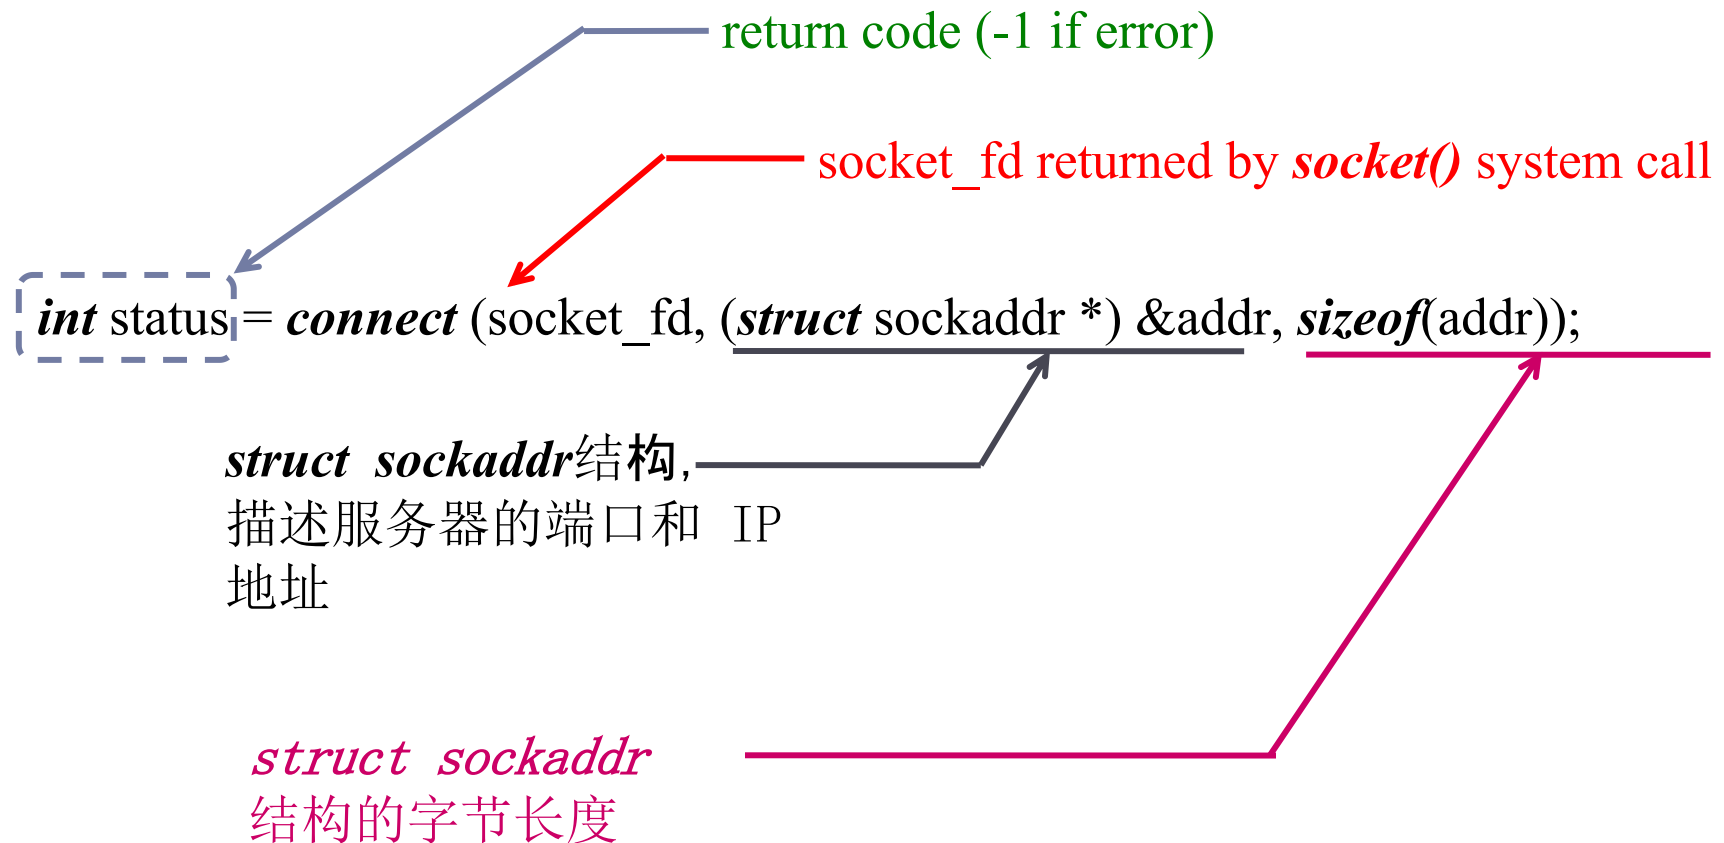 return code (-1 if error)
socket_fd returned by socket() system call
int status = connect (socket_fd, (struct sockaddr *) &addr, sizeof(addr));
struct sockaddr结构,
描述服务器的端口和 IP
地址
struct sockaddr
结构的字节长度